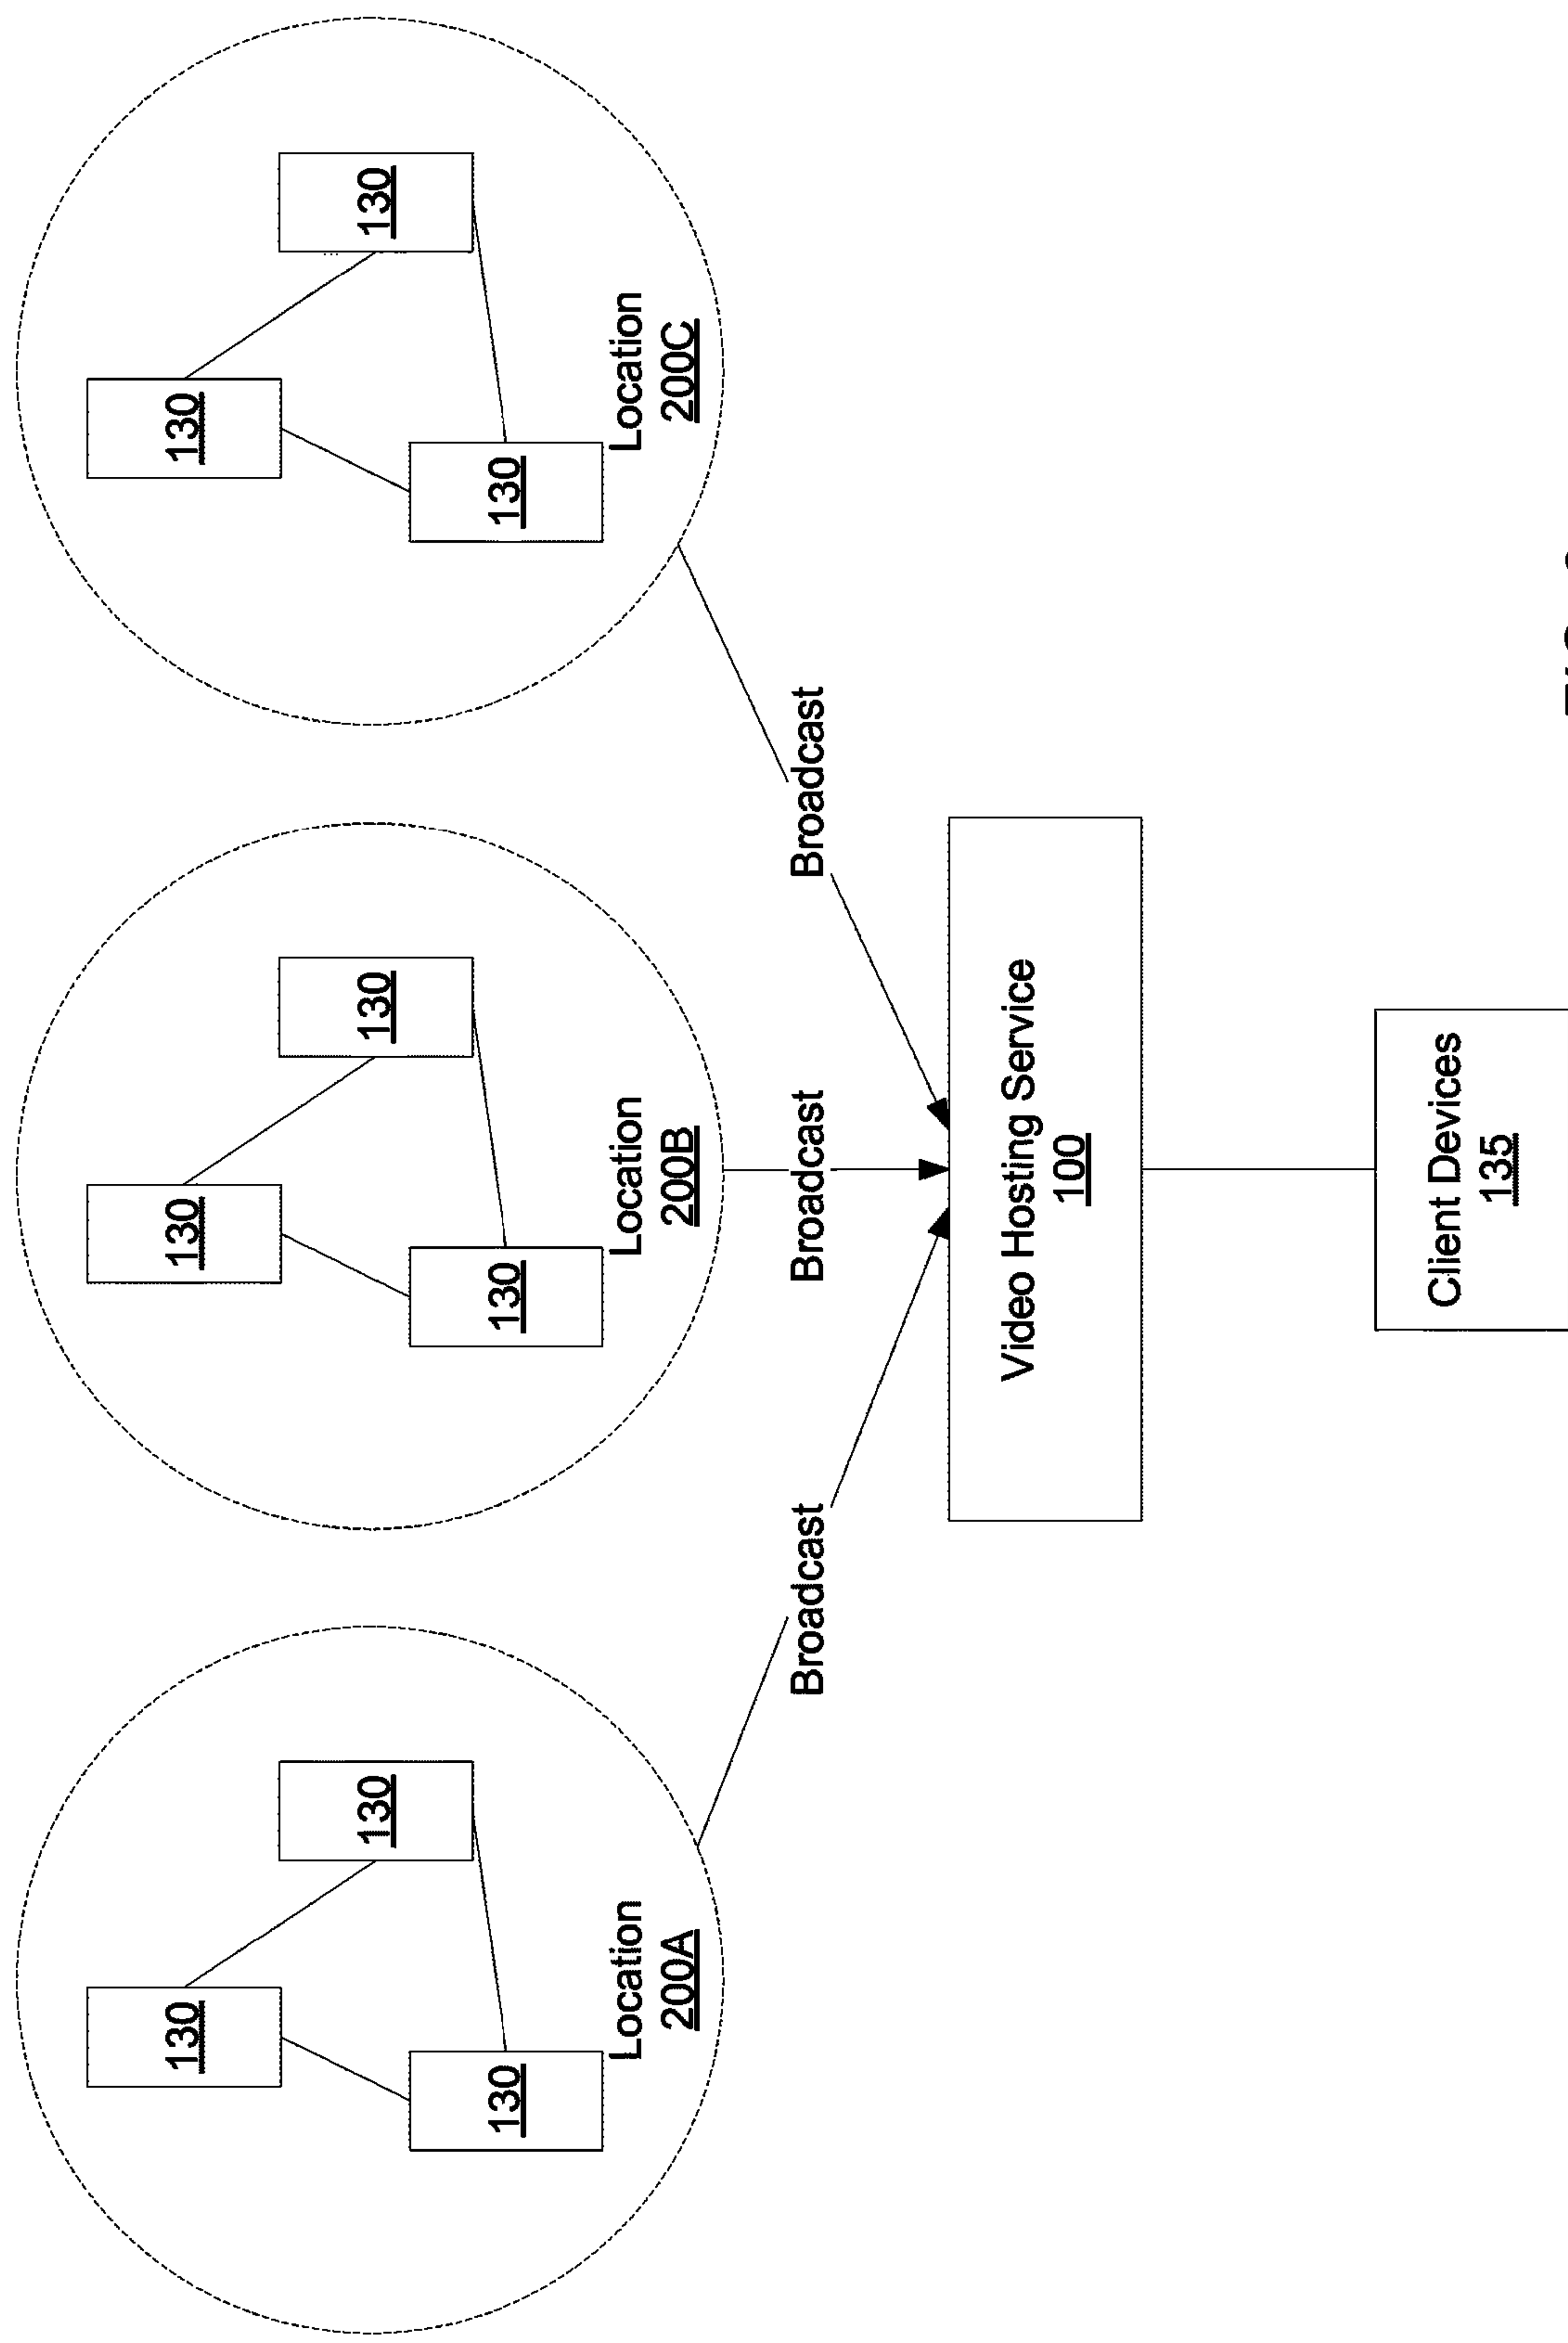 130
130
130
Location
200A
130
130
130
Location
200B
130
130
130
Location
200C
Broadcast
Broadcast
Broadcast
Video Hosting Service
100
Client Devices
135